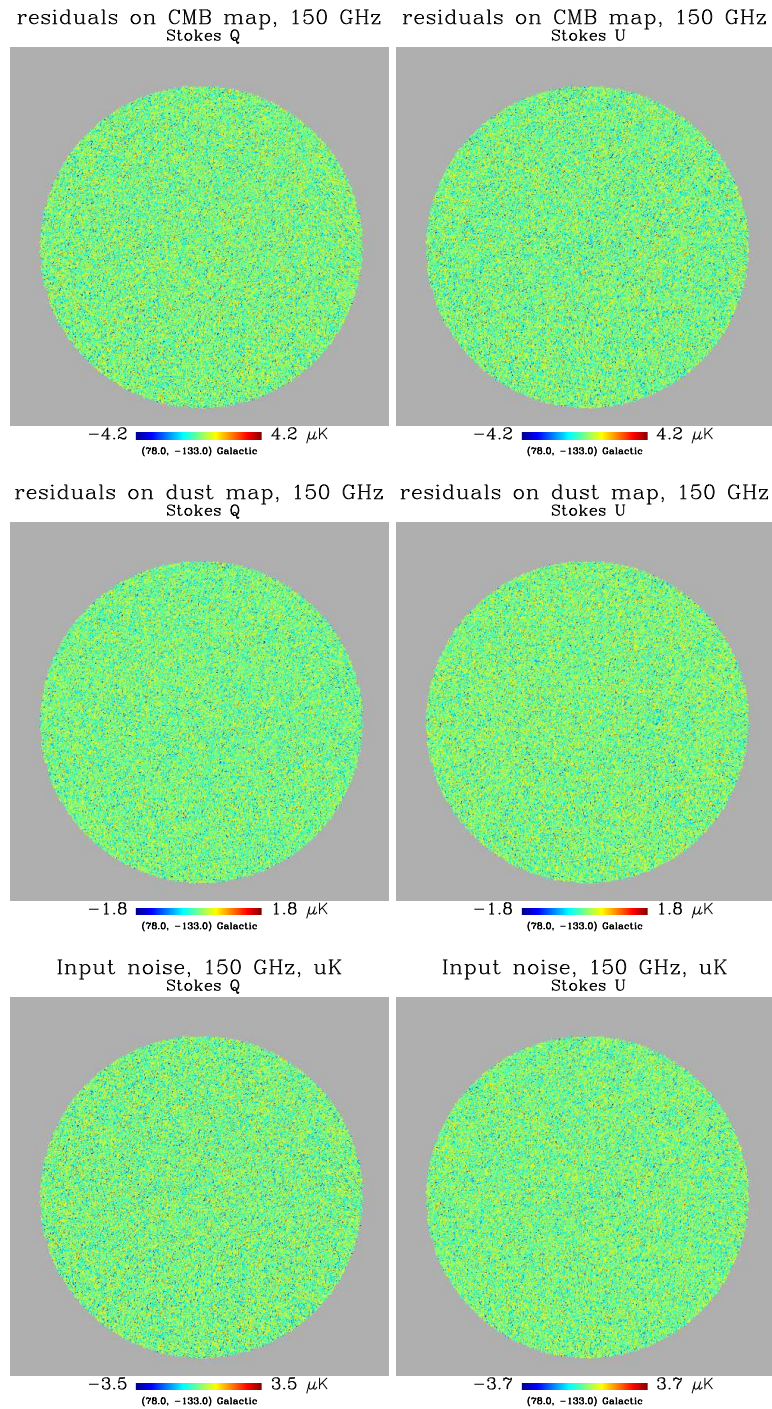 residuals on CMB map, 150 GHz
Stokes Q
−4.2 4.2 μK
(78.0, −133.0) Galactic
residuals on CMB map, 150 GHz
Stokes U
−4.2 4.2 μK
(78.0, −133.0) Galactic
residuals on dust map, 150 GHz
Stokes Q
−1.8 1.8 μK
(78.0, −133.0) Galactic
residuals on dust map, 150 GHz
Stokes U
−1.8 1.8 μK
(78.0, −133.0) Galactic
Input noise, 150 GHz, uK
Stokes Q
−3.5 3.5 μK
(78.0, −133.0) Galactic
Input noise, 150 GHz, uK
Stokes U
−3.7 3.7 μK
(78.0, −133.0) Galactic